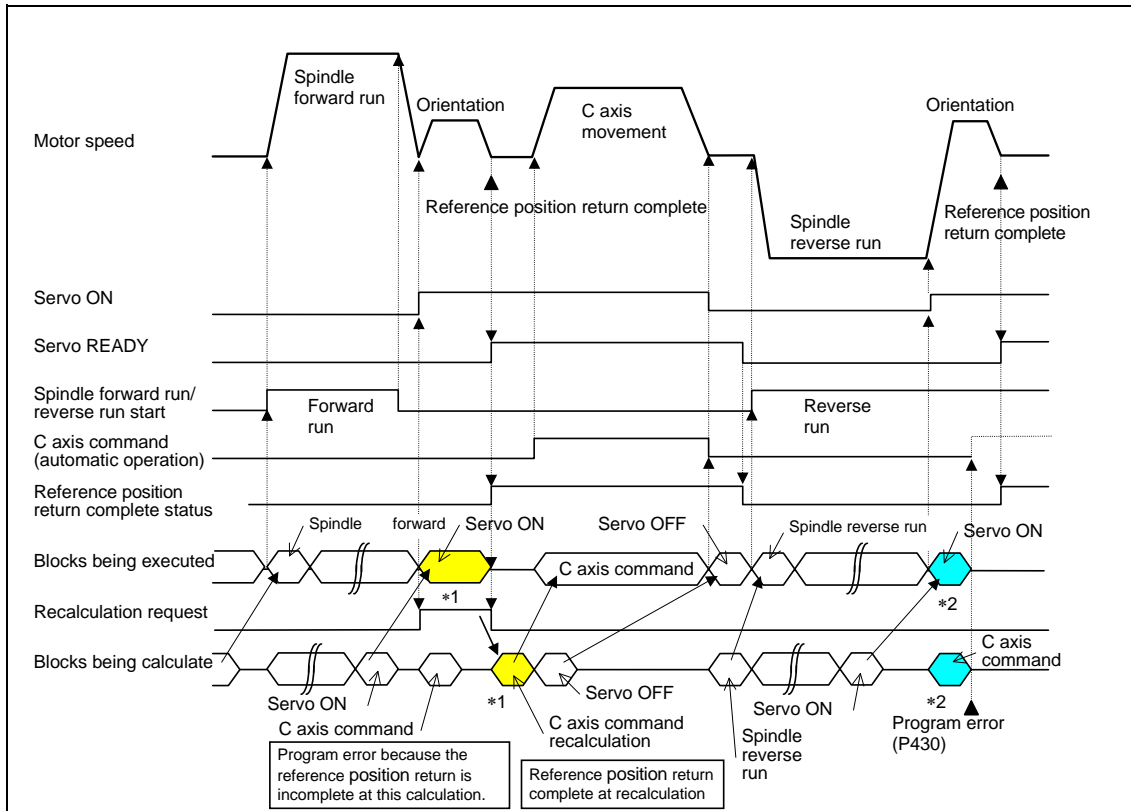 Spindle
forward run
Orientation
C axis
movement
Orientation
Motor speed
Reference position return complete
Spindle
reverse run
Reference position
return complete
Servo ON
Servo READY
Spindle forward run/
reverse run start
Forward
run
Reverse
run
C axis command
(automatic operation)
Reference position
return complete status
Spindle forward
Servo ON
Servo OFF
Spindle reverse run
Servo ON
Blocks being executed
C axis command
*1
*2
Recalculation request
Blocks being calculate
C axis
command
Servo ON
*1
Servo OFF
Servo ON
*2
C axis command
C axis command
recalculation
Spindle
reverse
run
Program error
(P430)
Program error because the
reference position return is
incomplete at this calculation.
Reference position return
complete at recalculation